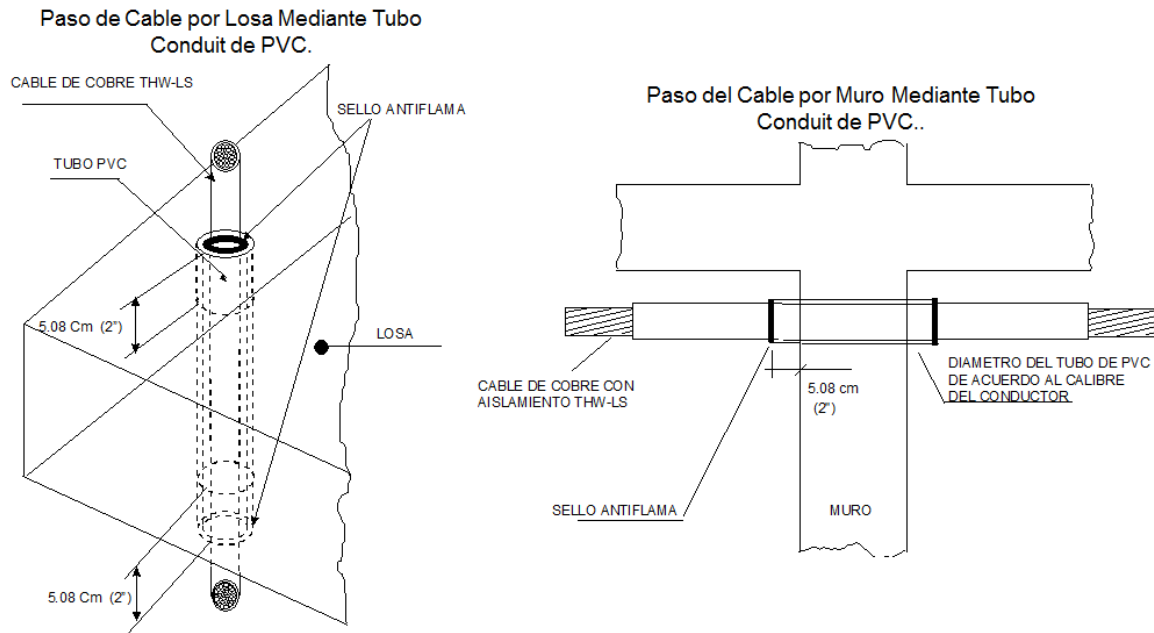 Paso de Cable por Losa Mediante Tubo
Conduit de PVC.
CABLE DE COBRE THW-LS
SELLO ANTIFLAMA
TUBO PVC
5.08 Cm (2")
LOSA
5.08 Cm (2")
Paso del Cable por Muro Mediante Tubo
Conduit de PVC..
CABLE DE COBRE CON
AISLAMIENTO THW-LS
5.08 cm
(2")
DIAMETRO DEL TUBO DE PVC
DE ACUERDO AL CALIBRE
DEL CONDUCTOR
SELLO ANTIFLAMA
MURO